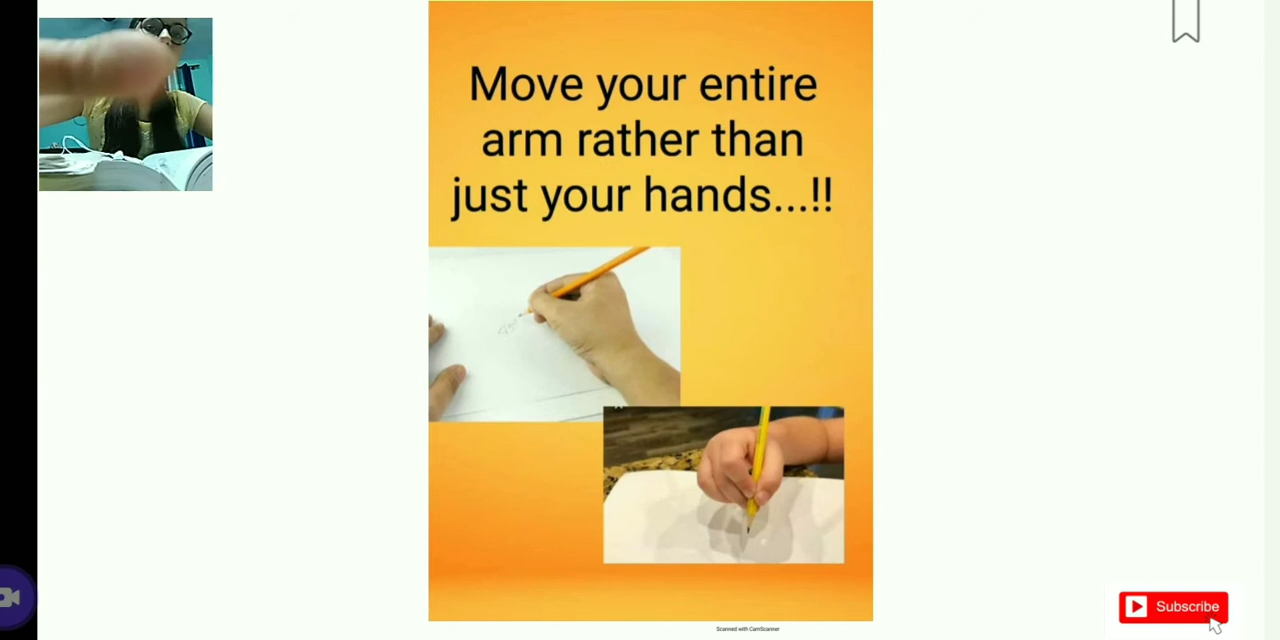 Move your entire
arm rather than
just your hands...!!
Subscribe
Scanned with CamScanner